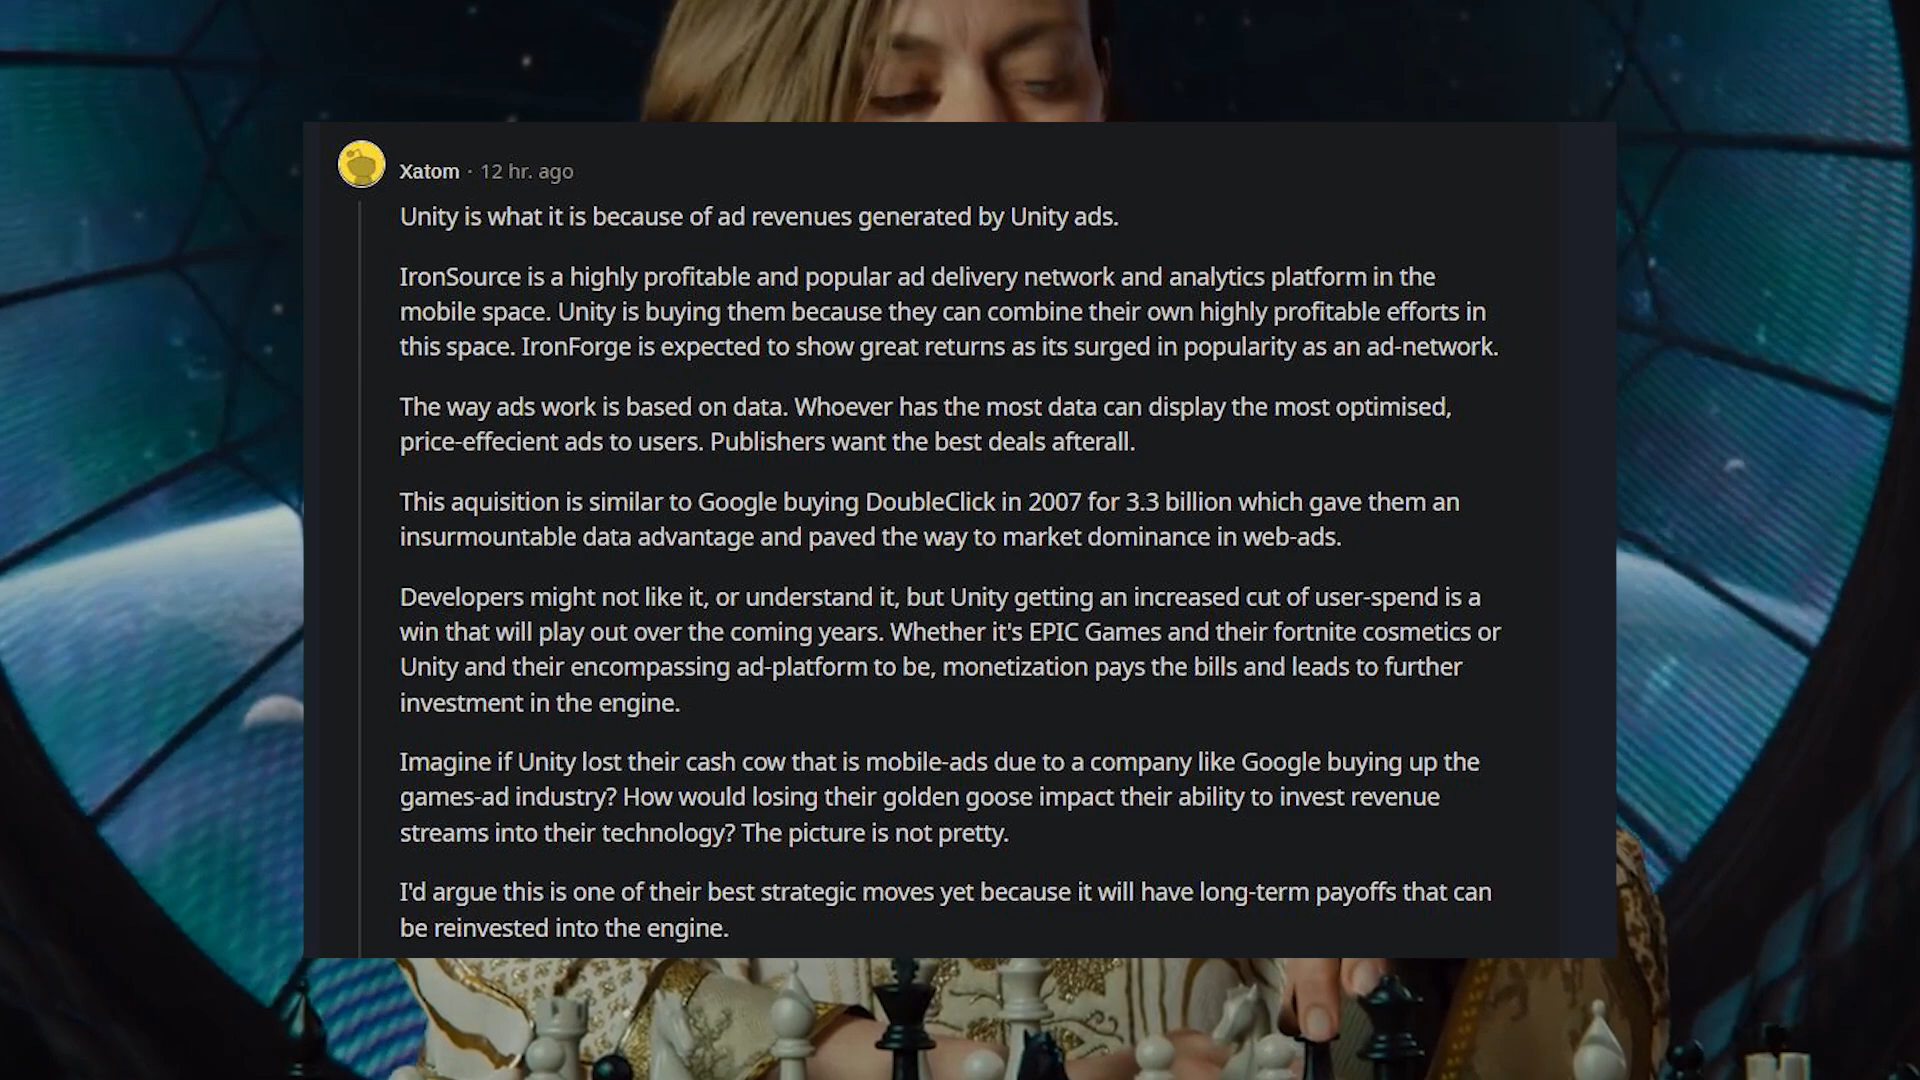 Xatom · 12 hr. ago
Unity is what it is because of ad revenues generated by Unity ads.
IronSource is a highly profitable and popular ad delivery network and analytics platform in the
mobile space. Unity is buying them because they can combine their own highly profitable efforts in
this space. IronForge is expected to show great returns as its surged in popularity as an ad-network.
The way ads work is based on data. Whoever has the most data can display the most optimised,
price-effecient ads to users. Publishers want the best deals afterall.
This aquisition is similar to Google buying DoubleClick in 2007 for 3.3 billion which gave them an
insurmountable data advantage and paved the way to market dominance in web-ads.
Developers might not like it, or understand it, but Unity getting an increased cut of user-spend is a
win that will play out over the coming years. Whether it's EPIC Games and their fortnite cosmetics or
Unity and their encompassing ad-platform to be, monetization pays the bills and leads to further
investment in the engine.
Imagine if Unity lost their cash cow that is mobile-ads due to a company like Google buying up the
games-ad industry? How would losing their golden goose impact their ability to invest revenue
streams into their technology? The picture is not pretty.
I'd argue this is one of their best strategic moves yet because it will have long-term payoffs that can
be reinvested into the engine.